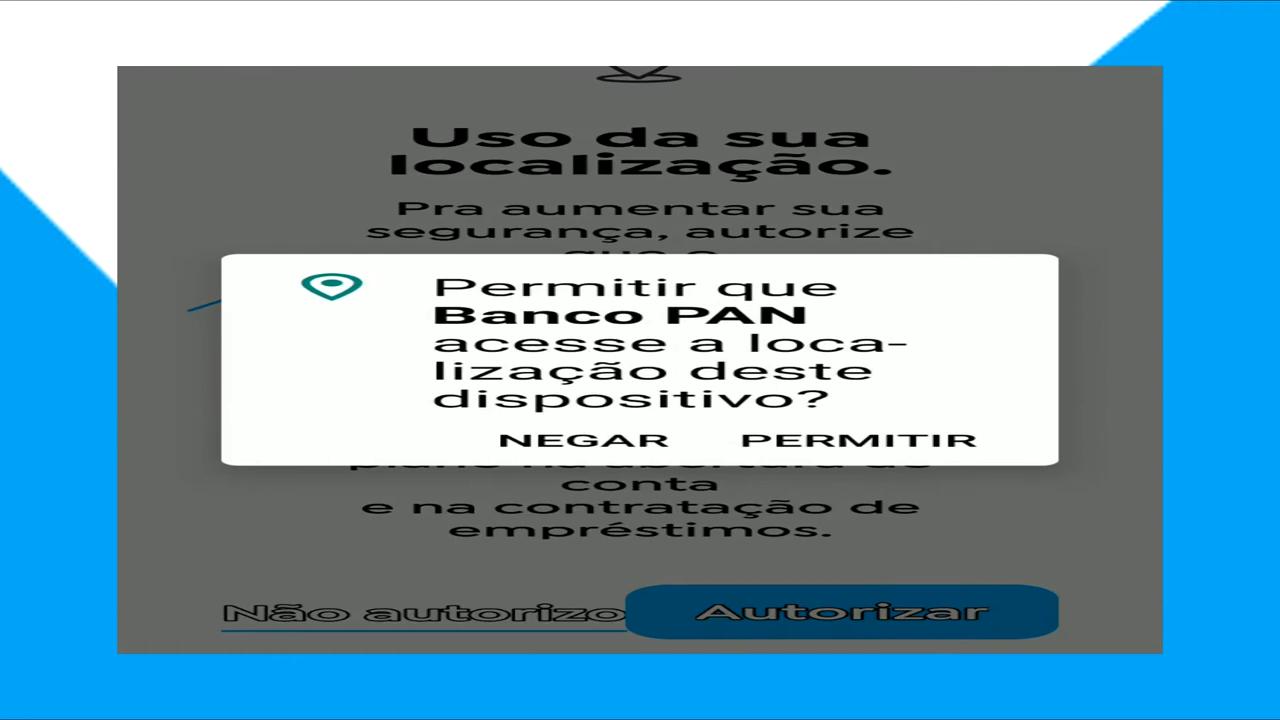 Uso da sua
localização.
Pra aumentar sua
segurança, autorize
que o
Permitir que
Banco PAN
acesse a loca-
lização deste
dispositivo?
NEGAR PERMITIR
conta
e na contratação de
empréstimos.
Não autorizo Autorizar